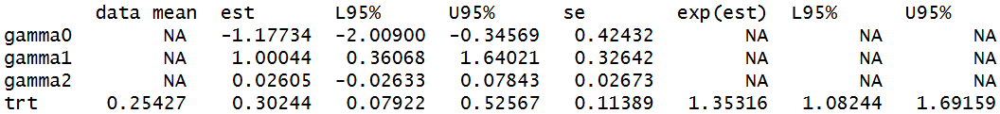 data mean est L95% U95% se exp(est) L95% U95%
gamma0 NA -1.17734 -2.00900 -0.34569 0.42432 NA NA NA
gamma1 NA 1.00044 0.36068 1.64021 0.32642 NA NA NA
gamma2 NA 0.02605 -0.02633 0.07843 0.02673 NA NA NA
trt 0.25427 0.30244 0.07922 0.52567 0.11389 1.35316 1.08244 1.69159